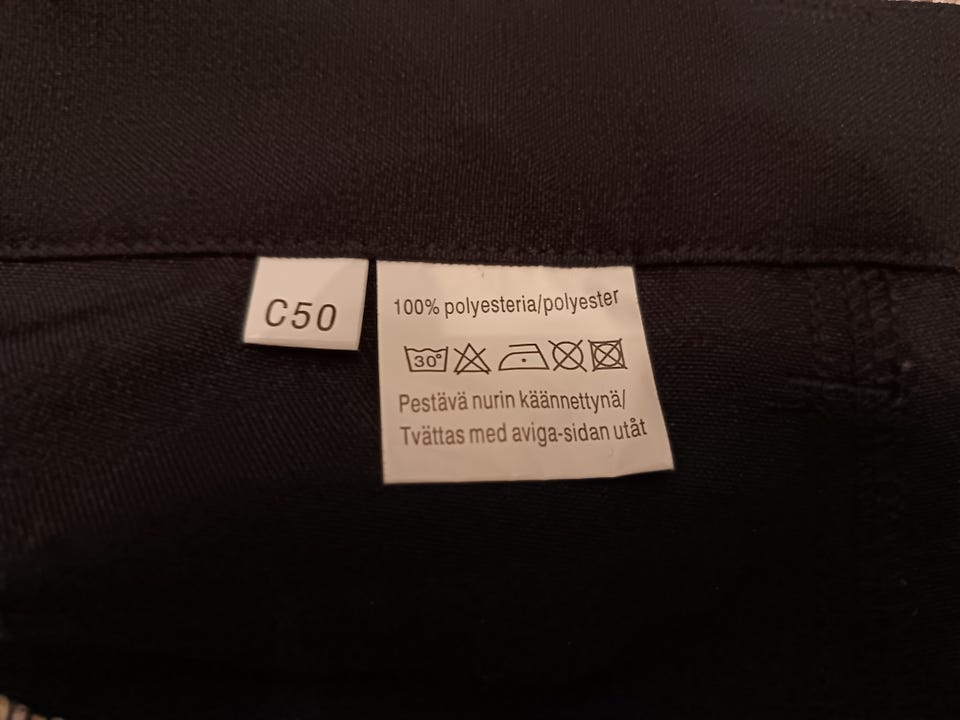 C50
100% polyesteria/polyester
30°
Pestävä nurin käännettynä/
Tvättas med aviga-sidan utåt